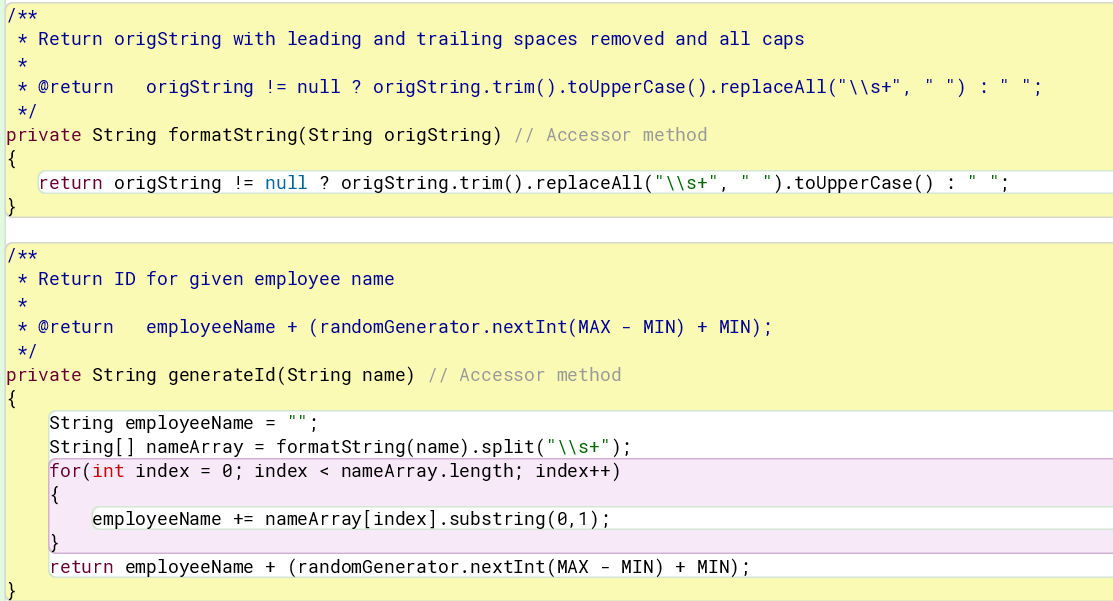 /**
 * Return origString with leading and trailing spaces removed and all caps
 *
 * @return   origString != null ? origString.trim().toUpperCase().replaceAll("\\s+", " ") : " ";
 */
private String formatString(String origString) // Accessor method
{
   return origString != null ? origString.trim().replaceAll("\\s+", " ").toUpperCase() : " ";
}

/**
 * Return ID for given employee name
 *
 * @return   employeeName + (randomGenerator.nextInt(MAX - MIN) + MIN);
 */
private String generateId(String name) // Accessor method
{
    String employeeName = "";
    String[] nameArray = formatString(name).split("\\s+");
    for(int index = 0; index < nameArray.length; index++)
    {
        employeeName += nameArray[index].substring(0,1);
    }
    return employeeName + (randomGenerator.nextInt(MAX - MIN) + MIN);
}